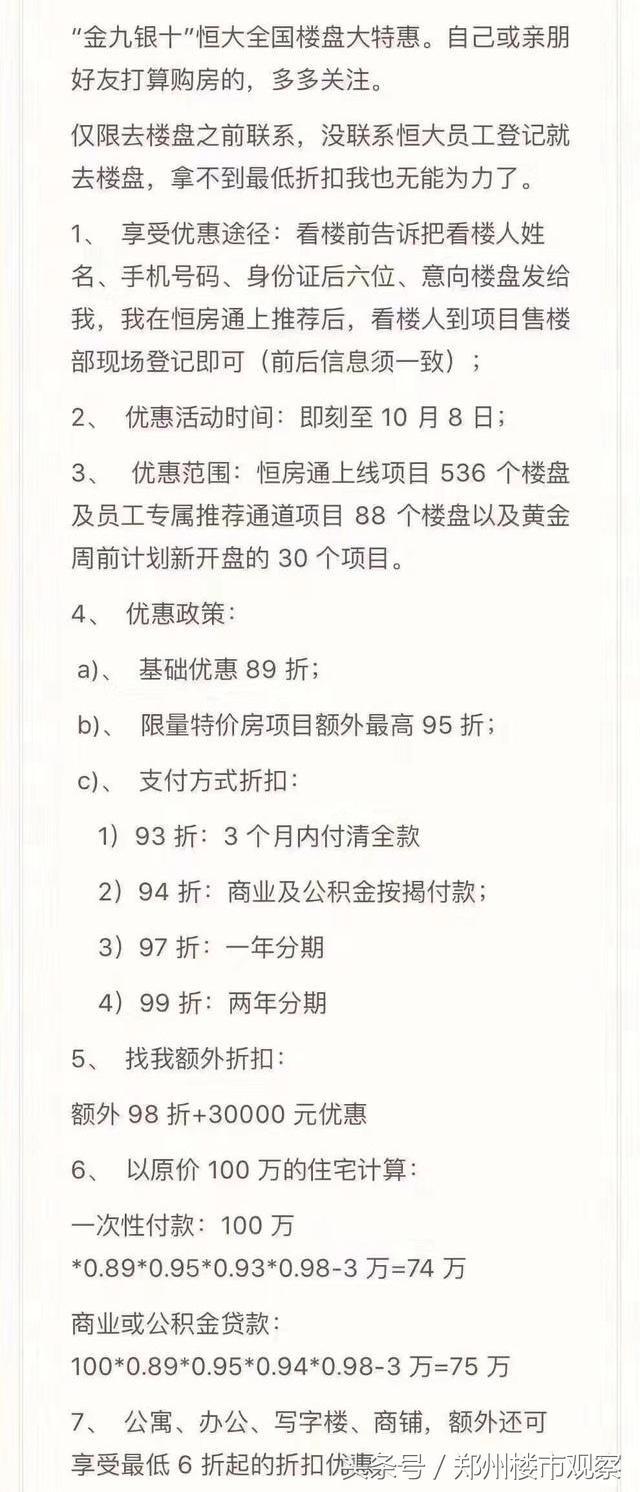 “金九银十”恒大全国楼盘大特惠。自己或亲朋
好友打算购房的，多多关注。
仅限去楼盘之前联系，没联系恒大员工登记就
去楼盘，拿不到最低折扣我也无能为力了。
1、 享受优惠途径：看楼前告诉把看楼人姓
名、手机号码、身份证后六位、意向楼盘发给
我，我在恒房通上推荐后，看楼人到项目售楼
部现场登记即可（前后信息须一致）；
2、 优惠活动时间：即刻至 10 月 8 日；
3、 优惠范围：恒房通上线项目 536 个楼盘
及员工专属推荐通道项目 88 个楼盘以及黄金
周前计划新开盘的 30 个项目。
4、 优惠政策：
a)、 基础优惠 89 折；
b)、 限量特价房项目额外最高 95 折；
c)、 支付方式折扣：
1）93 折：3 个月内付清全款
2）94 折：商业及公积金按揭付款；
3）97 折：一年分期
4）99 折：两年分期
5、 找我额外折扣：
额外 98 折+30000 元优惠
6、 以原价 100 万的住宅计算：
一次性付款：100 万
*0.89*0.95*0.93*0.98-3 万=74 万
商业或公积金贷款：
100*0.89*0.95*0.94*0.98-3 万=75 万
7、 公寓、办公、写字楼、商铺，额外还可
享受最低 6 折起的折扣优惠
头条号 / 郑州楼市观察